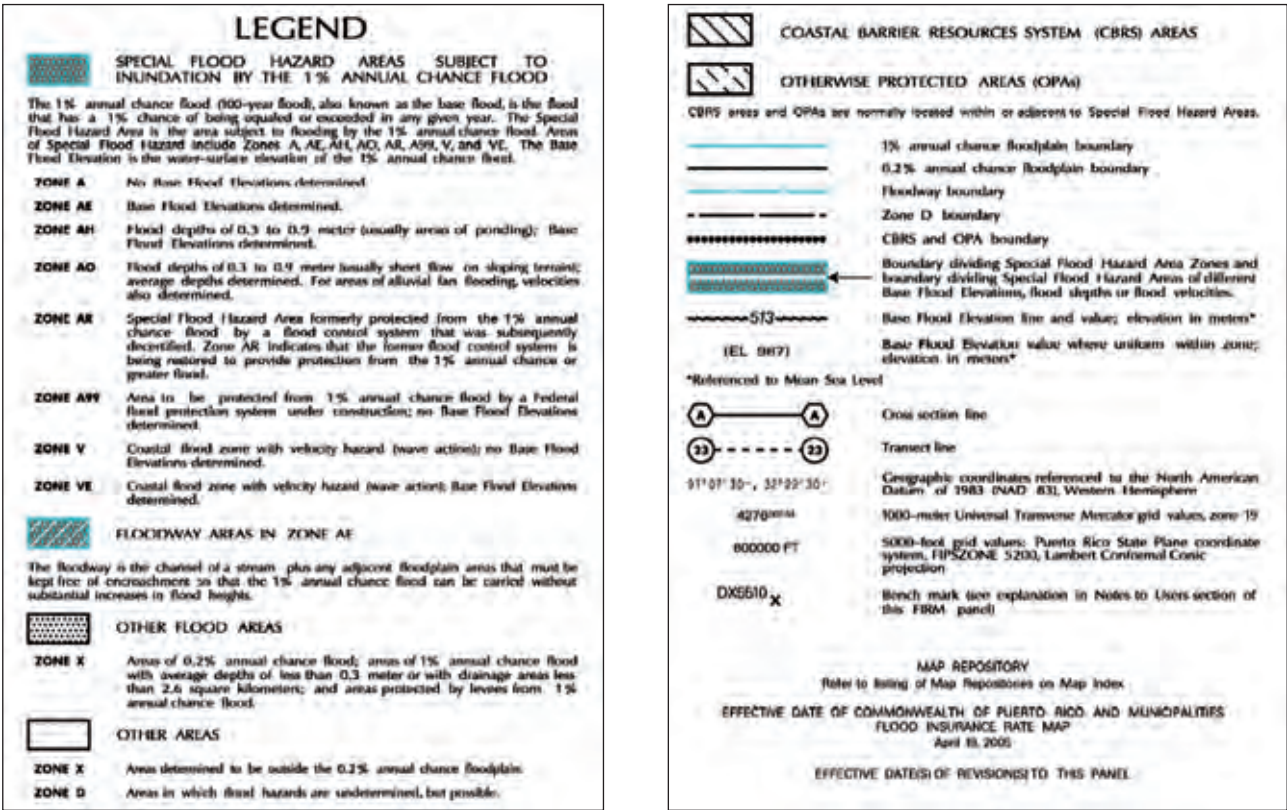 LEGEND
SPECIAL FLOOD HAZARD AREAS SUBJECT TO
INUNDATION BY THE 1% ANNUAL CHANCE FLOOD
The 1% annual chance flood (100-year flood), also known as the base flood, is the flood
that has a 1% chance of being equaled or exceeded in any given year. The Special
Flood Hazard Area is the area subject to flooding by the 1% annual chance flood. Areas
of Special Flood Hazard include Zones A, AE, AH, AO, AR, A99, V, and VE. The Base
Flood Elevation is the water-surface elevation of the 1% annual chance flood.
ZONE A No Base Flood Elevations determined.
ZONE AE Base Flood Elevations determined.
ZONE AH Flood depths of 0.3 to 0.9 meter (usually areas of ponding); Base
Flood Elevations determined.
ZONE AO Flood depths of 0.3 to 0.9 meter (usually sheet flow on sloping terrain);
average depths determined. For areas of alluvial fan flooding, velocities
also determined.
ZONE AR Special Flood Hazard Area formerly protected from the 1% annual
chance flood by a flood control system that was subsequently
decertified. Zone AR indicates that the former flood control system is
being restored to provide protection from the 1% annual chance or
greater flood.
ZONE A99 Area to be protected from 1% annual chance flood by a Federal
flood protection system under construction; no Base Flood Elevations
determined.
ZONE V Coastal flood zone with velocity hazard (wave action); no Base Flood
Elevations determined.
ZONE VE Coastal flood zone with velocity hazard (wave action); Base Flood Elevations
determined.
FLOODWAY AREAS IN ZONE AE
The floodway is the channel of a stream plus any adjacent floodplain areas that must be
kept free of encroachment so that the 1% annual chance flood can be carried without
substantial increases in flood heights.
OTHER FLOOD AREAS
ZONE X Areas of 0.2% annual chance flood; areas of 1% annual chance flood
with average depths of less than 0.3 meter or with drainage areas less
than 2.6 square kilometers; and areas protected by levees from 1%
annual chance flood.
OTHER AREAS
ZONE X Areas determined to be outside the 0.2% annual chance floodplain.
ZONE D Areas in which flood hazards are undetermined, but possible.
COASTAL BARRIER RESOURCES SYSTEM (CBRS) AREAS
OTHERWISE PROTECTED AREAS (OPAs)
CBRS areas and OPAs are normally located within or adjacent to Special Flood Hazard Areas.
1% annual chance floodplain boundary
0.2% annual chance floodplain boundary
Floodway boundary
Zone D boundary
CBRS and OPA boundary
Boundary dividing Special Flood Hazard Area Zones and
boundary dividing Special Flood Hazard Areas of different
Base Flood Elevations, flood depths or flood velocities.
513 Base Flood Elevation line and value; elevation in meters*
(EL 987) Base Flood Elevation value where uniform within zone;
elevation in meters*
*Referenced to Mean Sea Level
A A Cross section line
23 23 Transect line
Geographic coordinates referenced to the North American
Datum of 1983 (NAD 83), Western Hemisphere
4276 1000-meter Universal Transverse Mercator grid values, zone 19
600000 FT 5000-foot grid values: Puerto Rico State Plane coordinate
system, FIPSZONE 5200, Lambert Conformal Conic
projection
DX5510 X Bench mark (see explanation in Notes to Users section of
this FIRM panel)
MAP REPOSITORY
Refer to listing of Map Repositories on Map Index
EFFECTIVE DATE OF COMMONWEALTH OF PUERTO RICO AND MUNICIPALITIES
FLOOD INSURANCE RATE MAP
April 19, 2005
EFFECTIVE DATE(S) OF REVISION(S) TO THIS PANEL